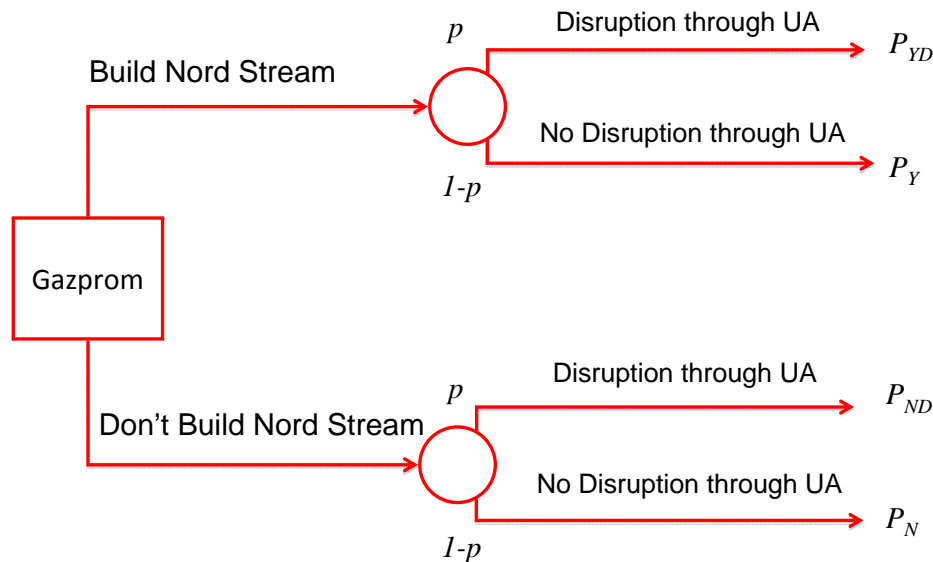 p
Disruption through UA
P_YD
Build Nord Stream
No Disruption through UA
P_Y
1-p
Gazprom
p
Disruption through UA
P_ND
Don’t Build Nord Stream
No Disruption through UA
P_N
1-p